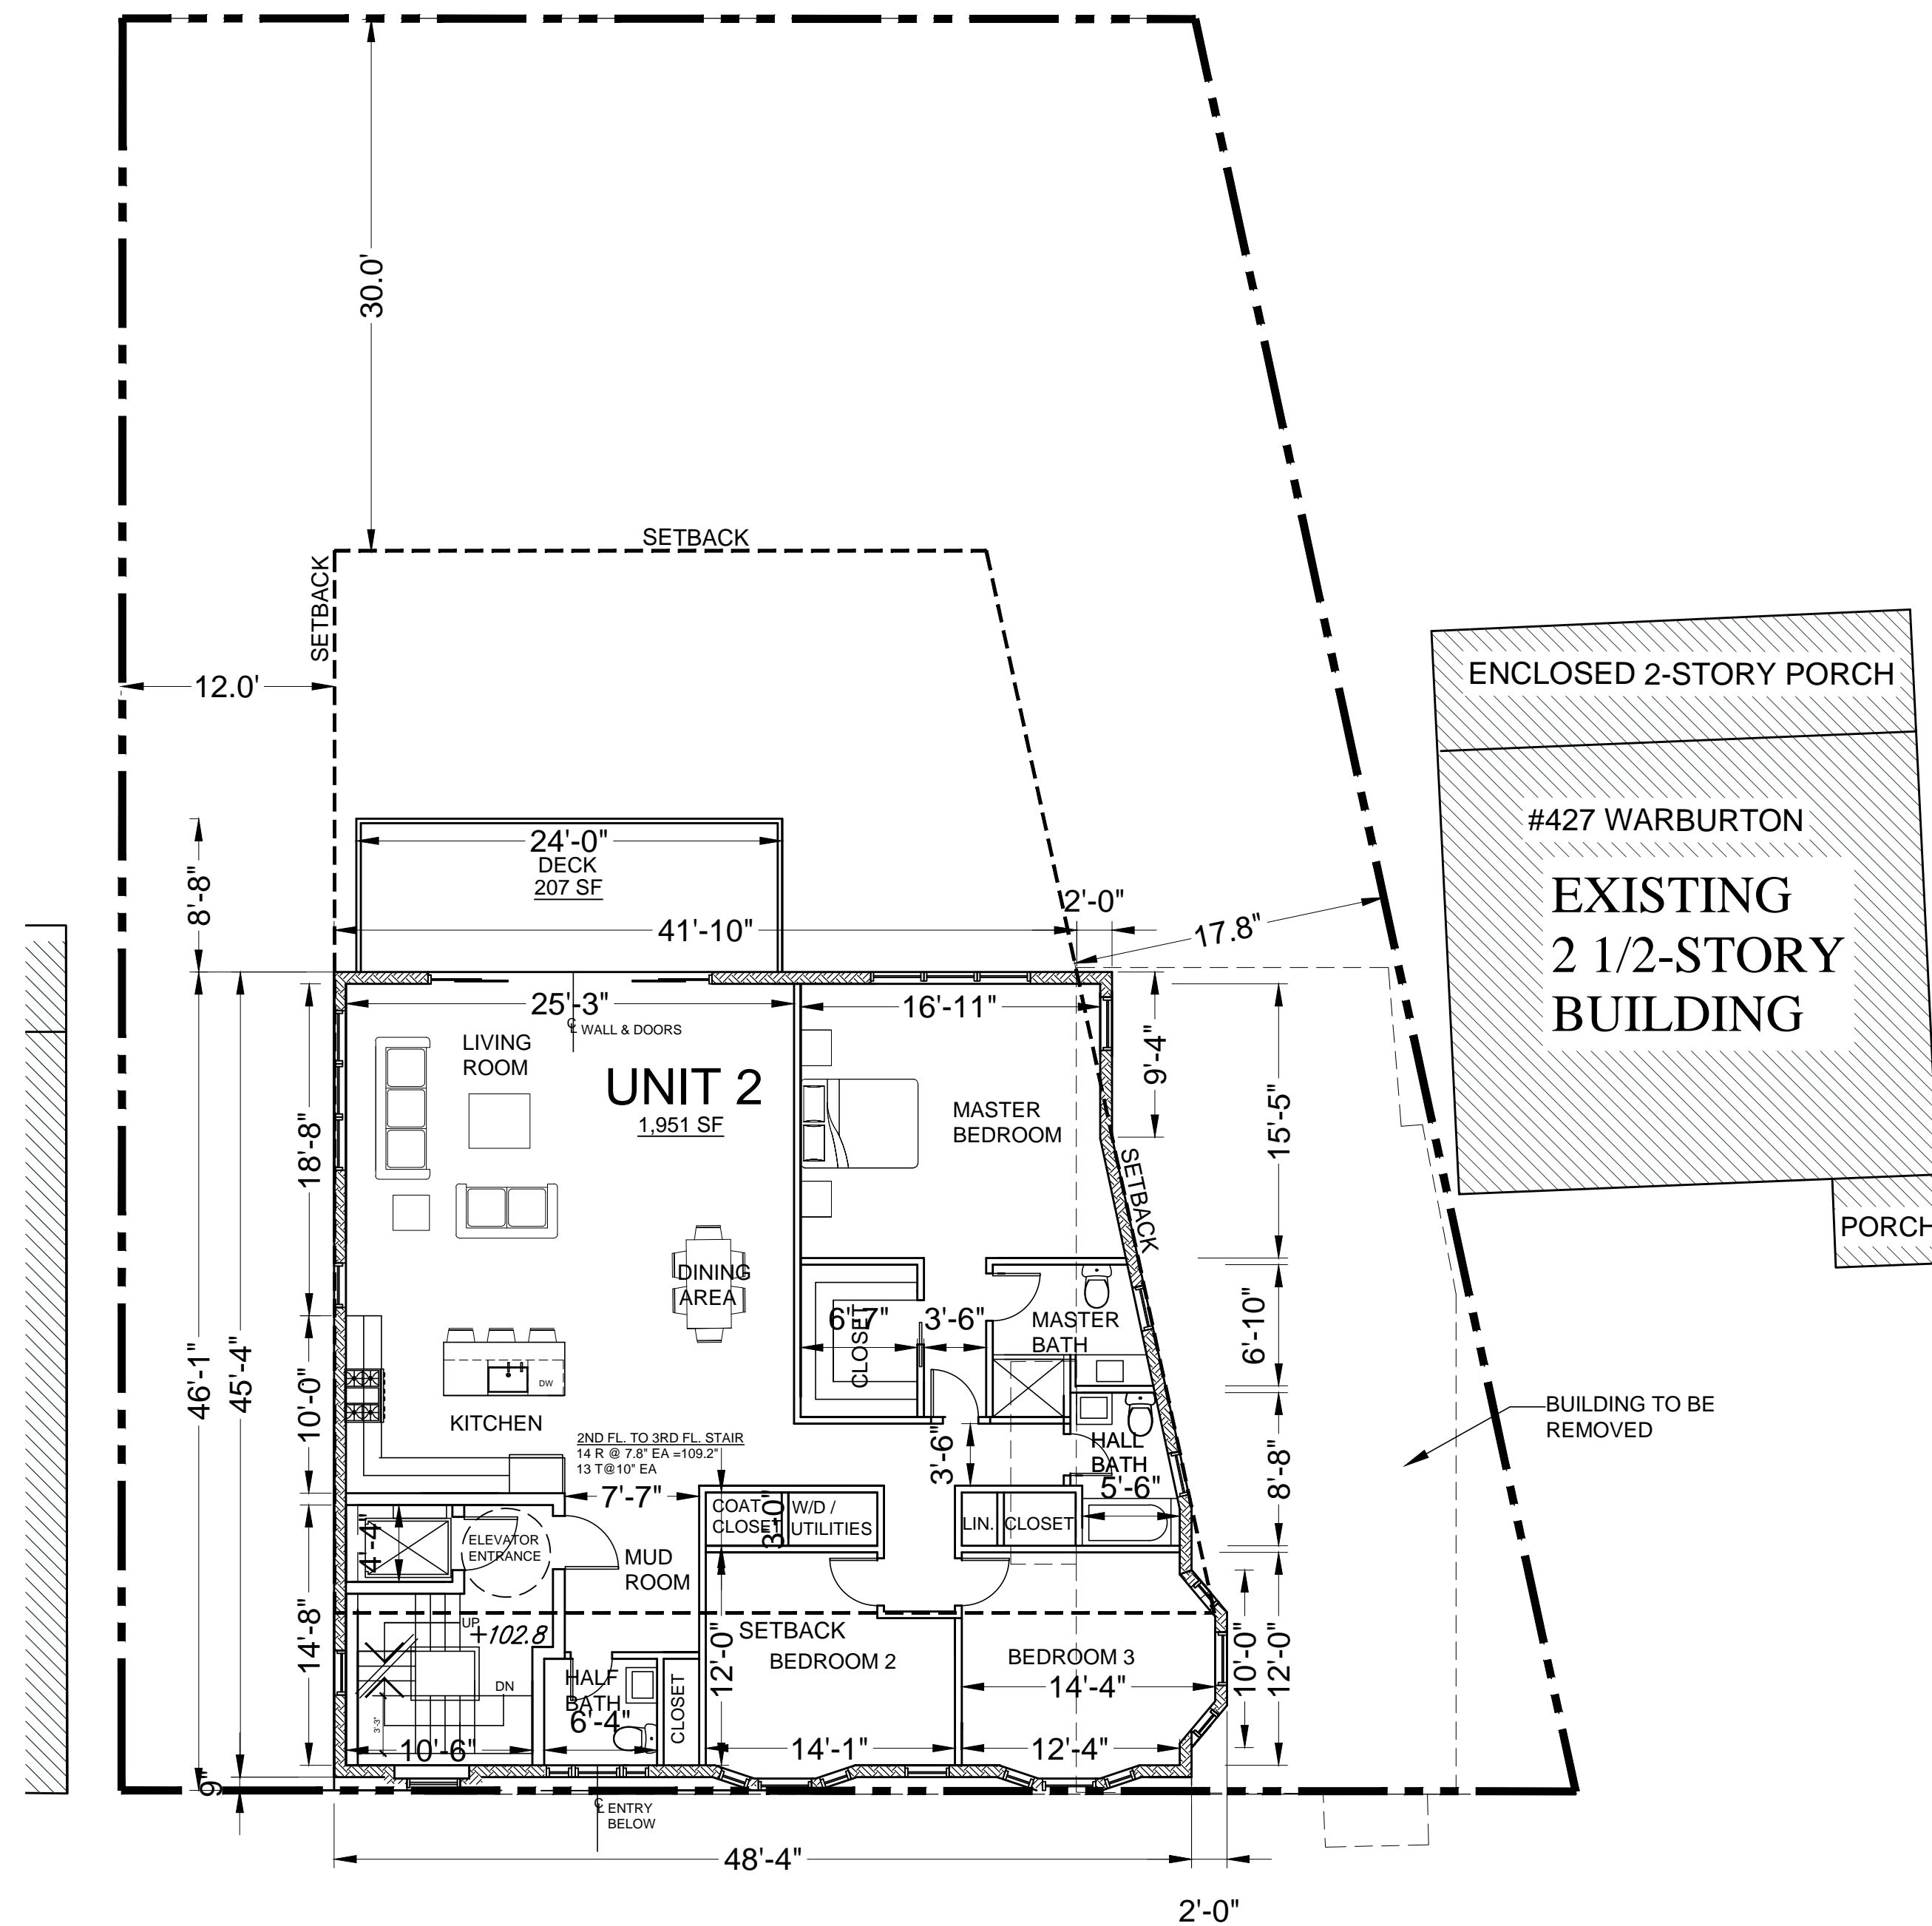 30.0'
SETBACK
SETBACK
12.0'
ENCLOSED 2-STORY PORCH
#427 WARBURTON
EXISTING
2 1/2-STORY
BUILDING
PORCH
8'-8"
24'-0"
DECK
207 SF
2'-0"
41'-10"
17.8"
25'-3"
16'-11"
℄ WALL & DOORS
LIVING
ROOM
UNIT 2
1,951 SF
MASTER
BEDROOM
9'-4"
15'-5"
18'-8"
SETBACK
DINING
AREA
6'-7"
3'-6"
CLOSET
MASTER
BATH
6'-10"
46'-1"
45'-4"
10'-0"
DW
KITCHEN
BUILDING TO BE
REMOVED
2ND FL. TO 3RD FL. STAIR
14 R @ 7.8" EA =109.2"
13 T@10" EA
3'-6"
HALL
BATH
5'-6"
8'-8"
7'-7"
COAT
CLOSET
3'-0"
W/D /
UTILITIES
LIN.
CLOSET
4'-4"
ELEVATOR
ENTRANCE
MUD
ROOM
14'-8"
UP
+102.8
SETBACK
BEDROOM 2
12'-0"
BEDROOM 3
14'-4"
10'-0"
12'-0"
DN
HALF
BATH
6'-4"
CLOSET
3'-3"
10'-6"
14'-1"
12'-4"
9"
℄ ENTRY
BELOW
48'-4"
2'-0"